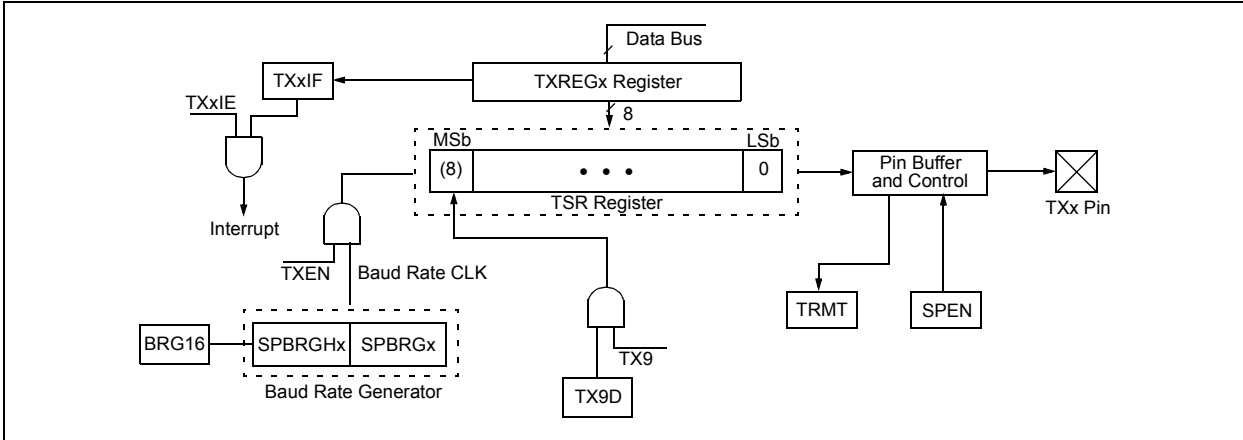 Data Bus
TXxIF
TXREGx Register
TXxIE
8
MSb
LSb
(8)
• • •
0
Pin Buffer
and Control
TSR Register
TXx Pin
Interrupt
TXEN
Baud Rate CLK
TRMT
SPEN
BRG16
SPBRGHx
SPBRGx
TX9
Baud Rate Generator
TX9D